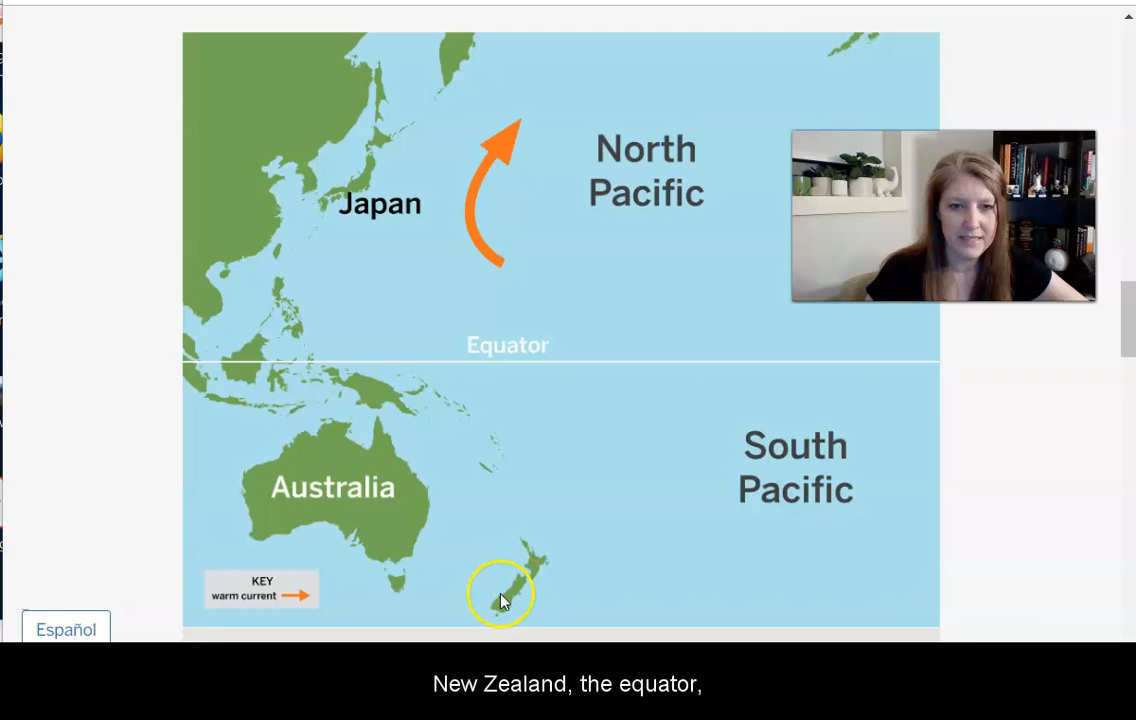 North
Pacific
Japan
Equator
South
Pacific
Australia
KEY
warm current
Español
New Zealand, the equator,